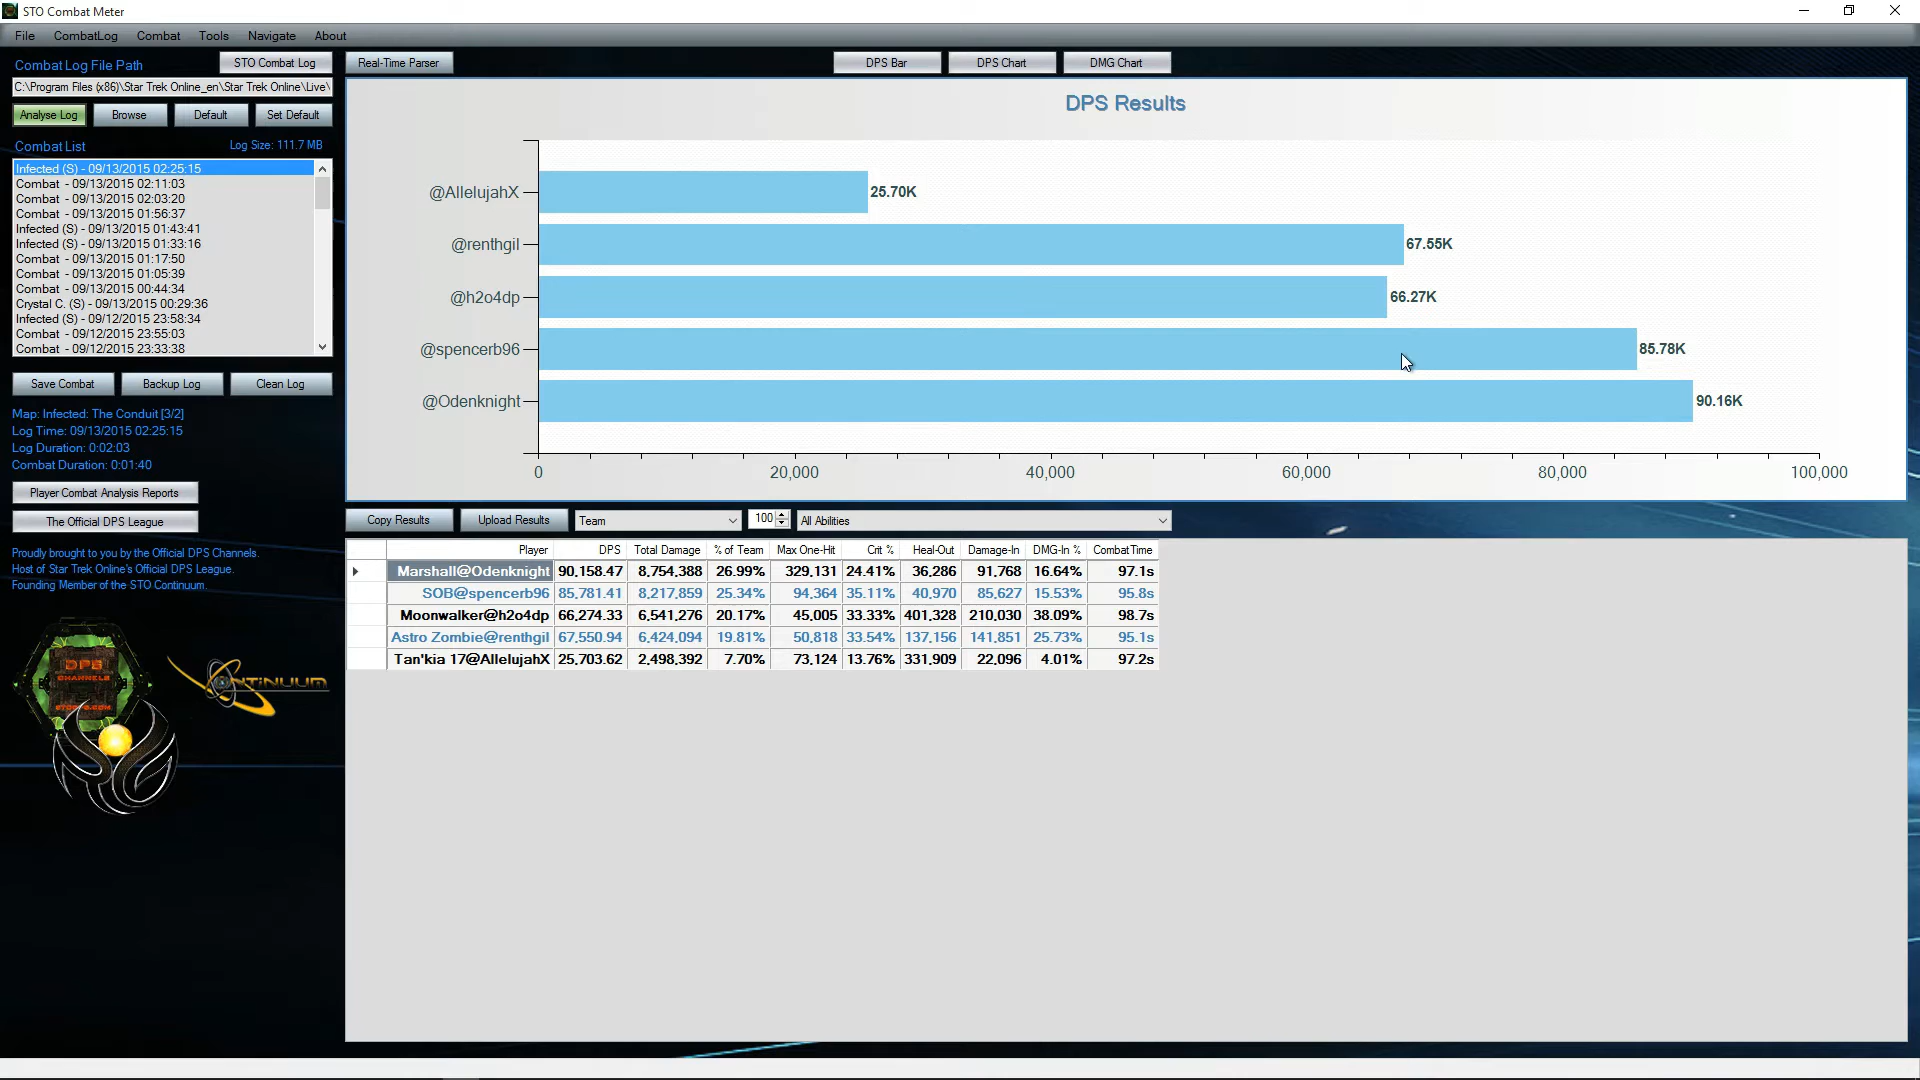 STO Combat Meter
File CombatLog Combat Tools Navigate About
Combat Log File Path STO Combat Log
C:\Program Files (x86)\Star Trek Online_en\Star Trek Online\Live\
Analyse Log Browse Default Set Default
Combat List Log Size: 111.7 MB
Infected (S) - 09/13/2015 02:25:15
Combat - 09/13/2015 02:11:03
Combat - 09/13/2015 02:03:20
Combat - 09/13/2015 01:56:37
Infected (S) - 09/13/2015 01:43:41
Infected (S) - 09/13/2015 01:33:16
Combat - 09/13/2015 01:17:50
Combat - 09/13/2015 01:05:39
Combat - 09/13/2015 00:44:34
Crystal C. (S) - 09/13/2015 00:29:36
Infected (S) - 09/12/2015 23:58:34
Combat - 09/12/2015 23:55:03
Combat - 09/12/2015 23:33:38
Save Combat Backup Log Clean Log
Map: Infected: The Conduit [3/2]
Log Time: 09/13/2015 02:25:15
Log Duration: 0:02:03
Combat Duration: 0:01:40
Player Combat Analysis Reports
The Official DPS League
Proudly brought to you by the Official DPS Channels.
Host of Star Trek Online's Official DPS League.
Founding Member of the STO Continuum.
DPS
CHANNELS
CONTINUUM
Real-Time Parser DPS Bar DPS Chart DMG Chart
DPS Results
@AllelujahX 25.70K
@renthgil 67.55K
@h2o4dp 66.27K
@spencerb96 85.78K
@Odenknight 90.16K
0 20,000 40,000 60,000 80,000 100,000
Copy Results Upload Results Team 100 All Abilities
Player DPS Total Damage % of Team Max One-Hit Crit % Heal-Out Damage-In DMG-In % CombatTime
Marshall@Odenknight 90,158.47 8,754,388 26.99% 329,131 24.41% 36,286 91,768 16.64% 97.1s
SOB@spencerb96 85,781.41 8,217,859 25.34% 94,364 35.11% 40,970 85,627 15.53% 95.8s
Moonwalker@h2o4dp 66,274.33 6,541,276 20.17% 45,005 33.33% 401,328 210,030 38.09% 98.7s
Astro Zombie@renthgil 67,550.94 6,424,094 19.81% 50,818 33.54% 137,156 141,851 25.73% 95.1s
Tan'kia 17@AllelujahX 25,703.62 2,498,392 7.70% 73,124 13.76% 331,909 22,096 4.01% 97.2s